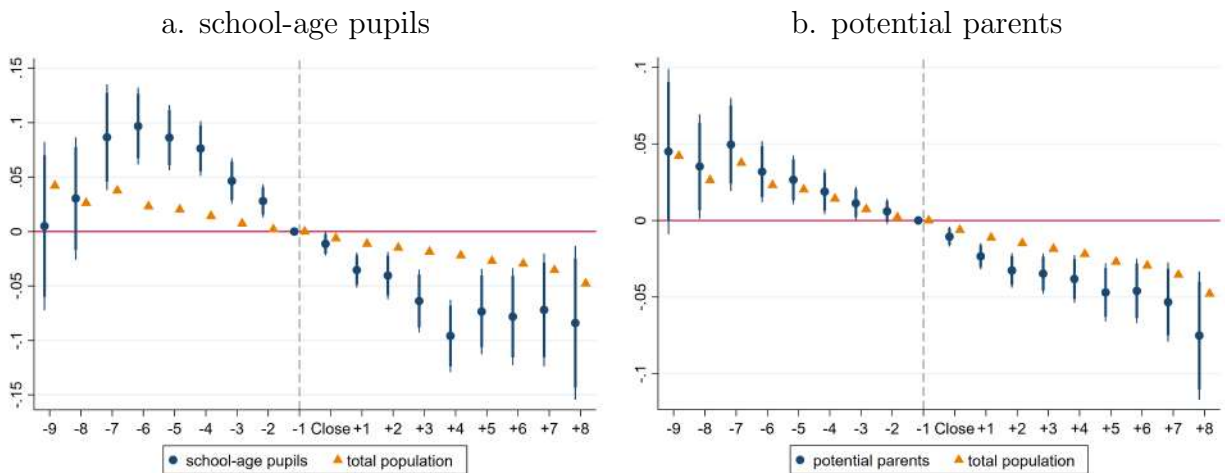 a. school-age pupils
.15
.1
.05
0
-.05
-.1
-.15
-9 -8 -7 -6 -5 -4 -3 -2 -1 Close +1 +2 +3 +4 +5 +6 +7 +8
school-age pupils total population
b. potential parents
.1
.05
0
-.05
-.1
-9 -8 -7 -6 -5 -4 -3 -2 -1 Close +1 +2 +3 +4 +5 +6 +7 +8
potential parents total population